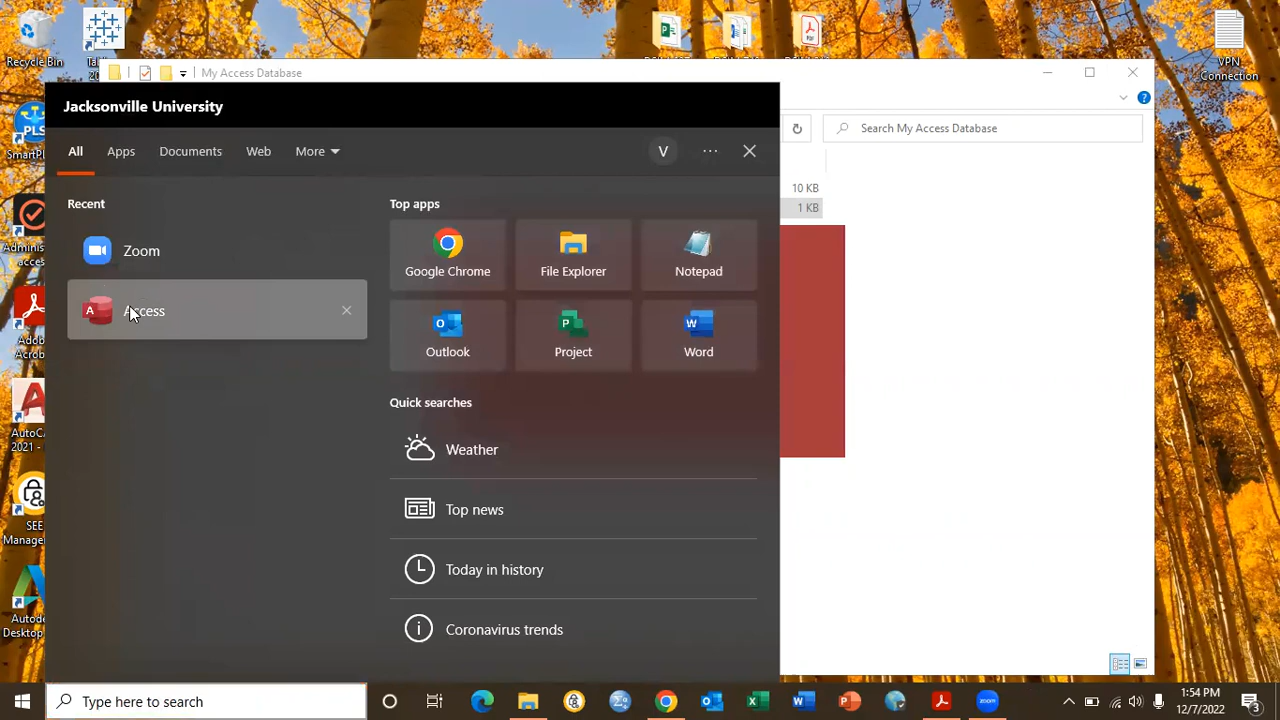 Recycle Bin
My Access Database
VPN
Connection
Jacksonville University
Search My Access Database
All
Apps
Documents
Web
More
V
10 KB
1 KB
Recent
Top apps
Zoom
Access
Google Chrome
File Explorer
Notepad
Outlook
Project
Word
Quick searches
Weather
Top news
Today in history
Coronavirus trends
Type here to search
1:54 PM
12/7/2022
3